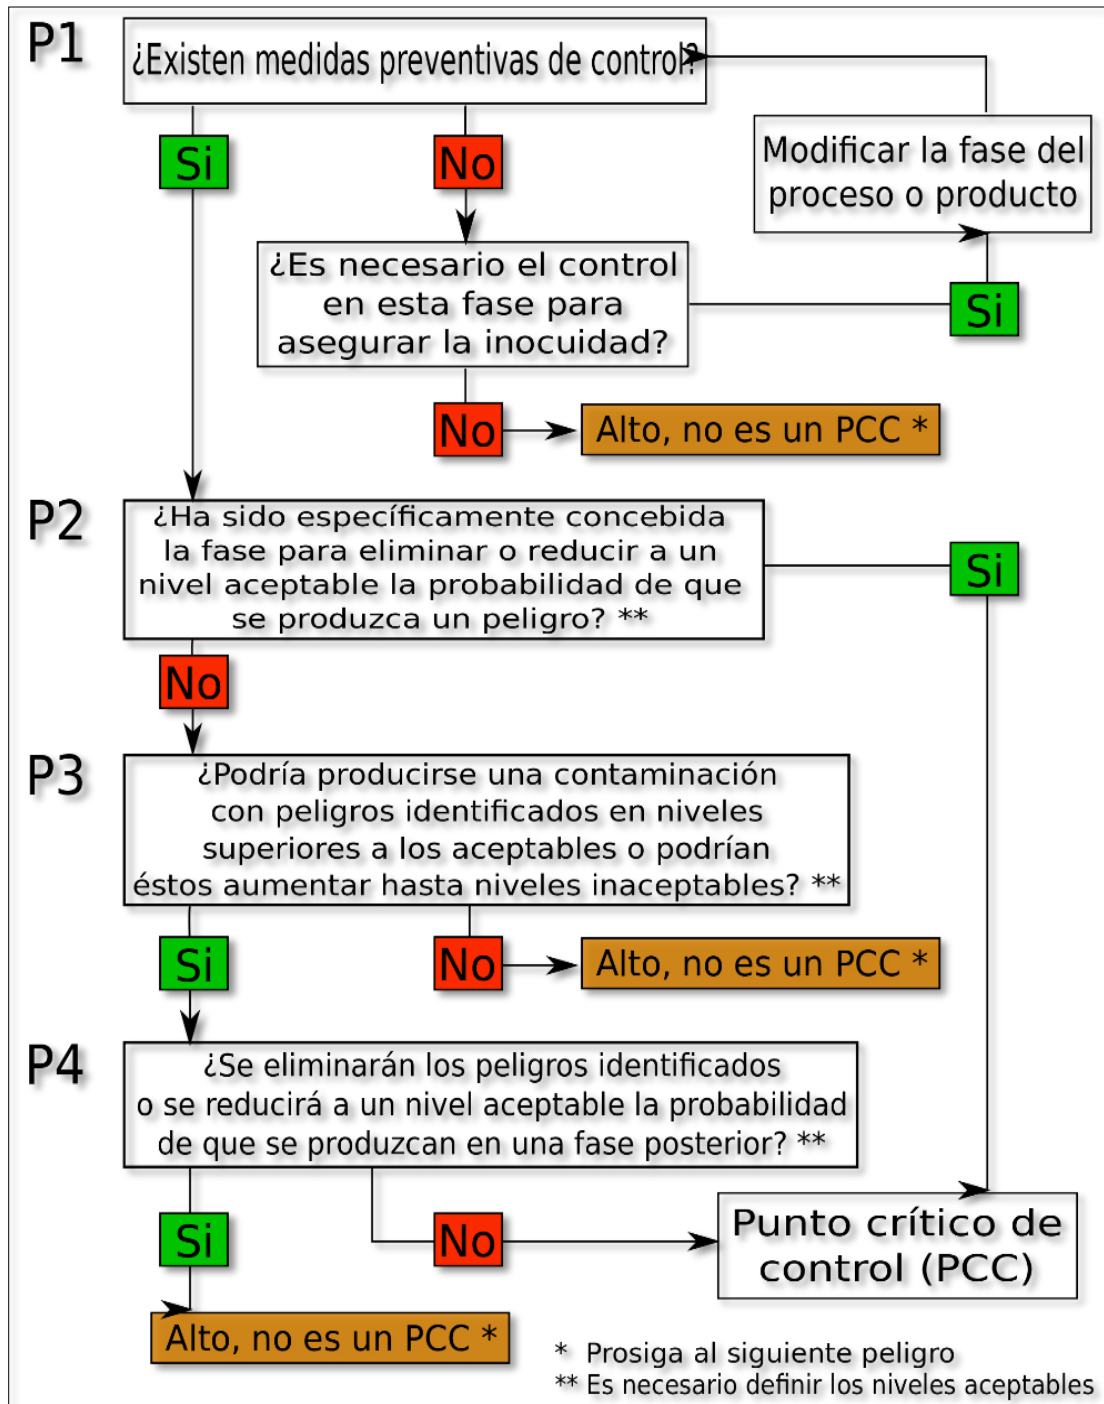 P1
¿Existen medidas preventivas de control?
Si
No
Modificar la fase del
proceso o producto
¿Es necesario el control
en esta fase para
asegurar la inocuidad?
Si
No
Alto, no es un PCC *
P2
¿Ha sido específicamente concebida
la fase para eliminar o reducir a un
nivel aceptable la probabilidad de que
se produzca un peligro? **
Si
No
P3
¿Podría producirse una contaminación
con peligros identificados en niveles
superiores a los aceptables o podrían
éstos aumentar hasta niveles inaceptables? **
Si
No
Alto, no es un PCC *
P4
¿Se eliminarán los peligros identificados
o se reducirá a un nivel aceptable la probabilidad
de que se produzcan en una fase posterior? **
Si
No
Punto crítico de
control (PCC)
Alto, no es un PCC *
* Prosiga al siguiente peligro
** Es necesario definir los niveles aceptables